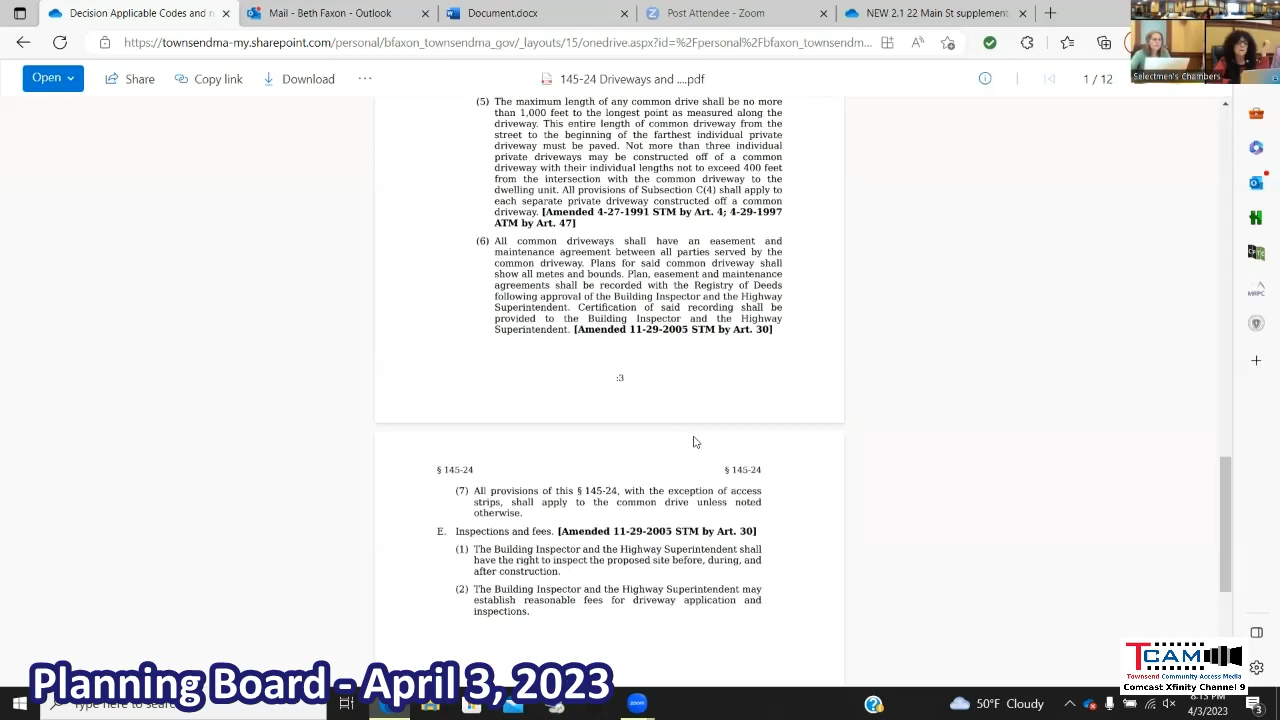 Decision Applications Code and fo
Mail - Beth Faxon - Outlook
Documents
Post Attendee - Zoom
NEW 2.1 22 Manor
https://townsendma_gov/_layouts/15/onedrive.aspx?id=%2Fpersonal%2Fbfaxon_townsendm...
Selectmen's Chambers
Open
Share
Copy link
Download
145-24 Driveways and ....pdf
1 / 12
(5) The maximum length of any common drive shall be no more
than 1,000 feet to the longest point as measured along the
driveway. This entire length of common driveway from the
street to the beginning of the farthest individual private
driveway must be paved. Not more than three individual
private driveways may be constructed off of a common
driveway with their individual lengths not to exceed 400 feet
from the intersection with the common driveway to the
dwelling unit. All provisions of Subsection C(4) shall apply to
each separate private driveway constructed off a common
driveway. [Amended 4-27-1991 STM by Art. 4; 4-29-1997
ATM by Art. 47]
(6) All common driveways shall have an easement and
maintenance agreement between all parties served by the
common driveway. Plans for said common driveway shall
show all metes and bounds. Plan, easement and maintenance
agreements shall be recorded with the Registry of Deeds
following approval of the Building Inspector and the Highway
Superintendent. Certification of said recording shall be
provided to the Building Inspector and the Highway
Superintendent. [Amended 11-29-2005 STM by Art. 30]
:3
§ 145-24 § 145-24
(7) All provisions of this § 145-24, with the exception of access
strips, shall apply to the common drive unless noted
otherwise.
E. Inspections and fees. [Amended 11-29-2005 STM by Art. 30]
(1) The Building Inspector and the Highway Superintendent shall
have the right to inspect the proposed site before, during, and
after construction.
(2) The Building Inspector and the Highway Superintendent may
establish reasonable fees for driveway application and
inspections.
MRPC
TCAM
Townsend Community Access Media
Comcast Xfinity Channel 9
Planning Board - April 3, 2023
Type here to search
zoom
50°F Cloudy
4/3/2023
3